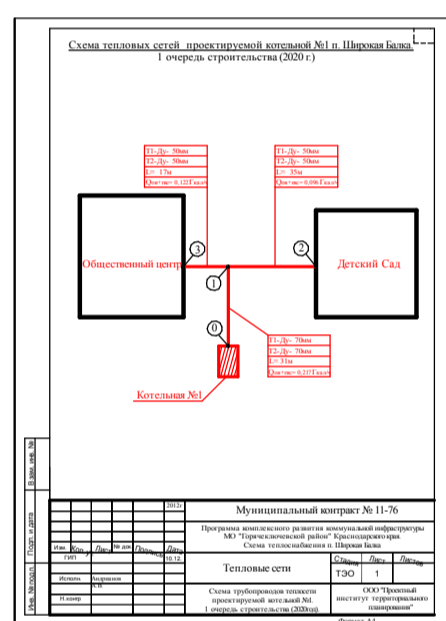 Схема тепловых сетей проектируемой котельной №1 п. Широкая Балка.
1 очередь строительства (2020 г.)
Т1-Ду- 50мм
Т2-Ду- 50мм
L= 17м
Т1-Ду- 50мм
Т2-Ду- 50мм
L= 35м
3
2
Общественный центр
Детский Сад
1
0
Т1-Ду- 70мм
Т2-Ду- 70мм
L= 31м
Котельная №1
Взам. инв. №
Подп. и дата
Инв. № подл.
2012г
Муниципальный контракт № 11-76
Программа комплексного развития коммунальной инфраструктуры
МО "Горячеключевской район" Краснодарского края.
Схема теплоснабжения п. Широкая Балка
Изм. Кол. у Лист № док. Подпись Дата
ГИП 10.12.
Тепловые сети
Стадия Лист Листов
ТЭО 1
Исполн. Андрианов
А.В.
Н.контр
Схема трубопроводов теплосети
проектируемой котельной №1.
1 очередь строительства (2020год).
ООО "Проектный
институт территориального
планирования"
Формат А4